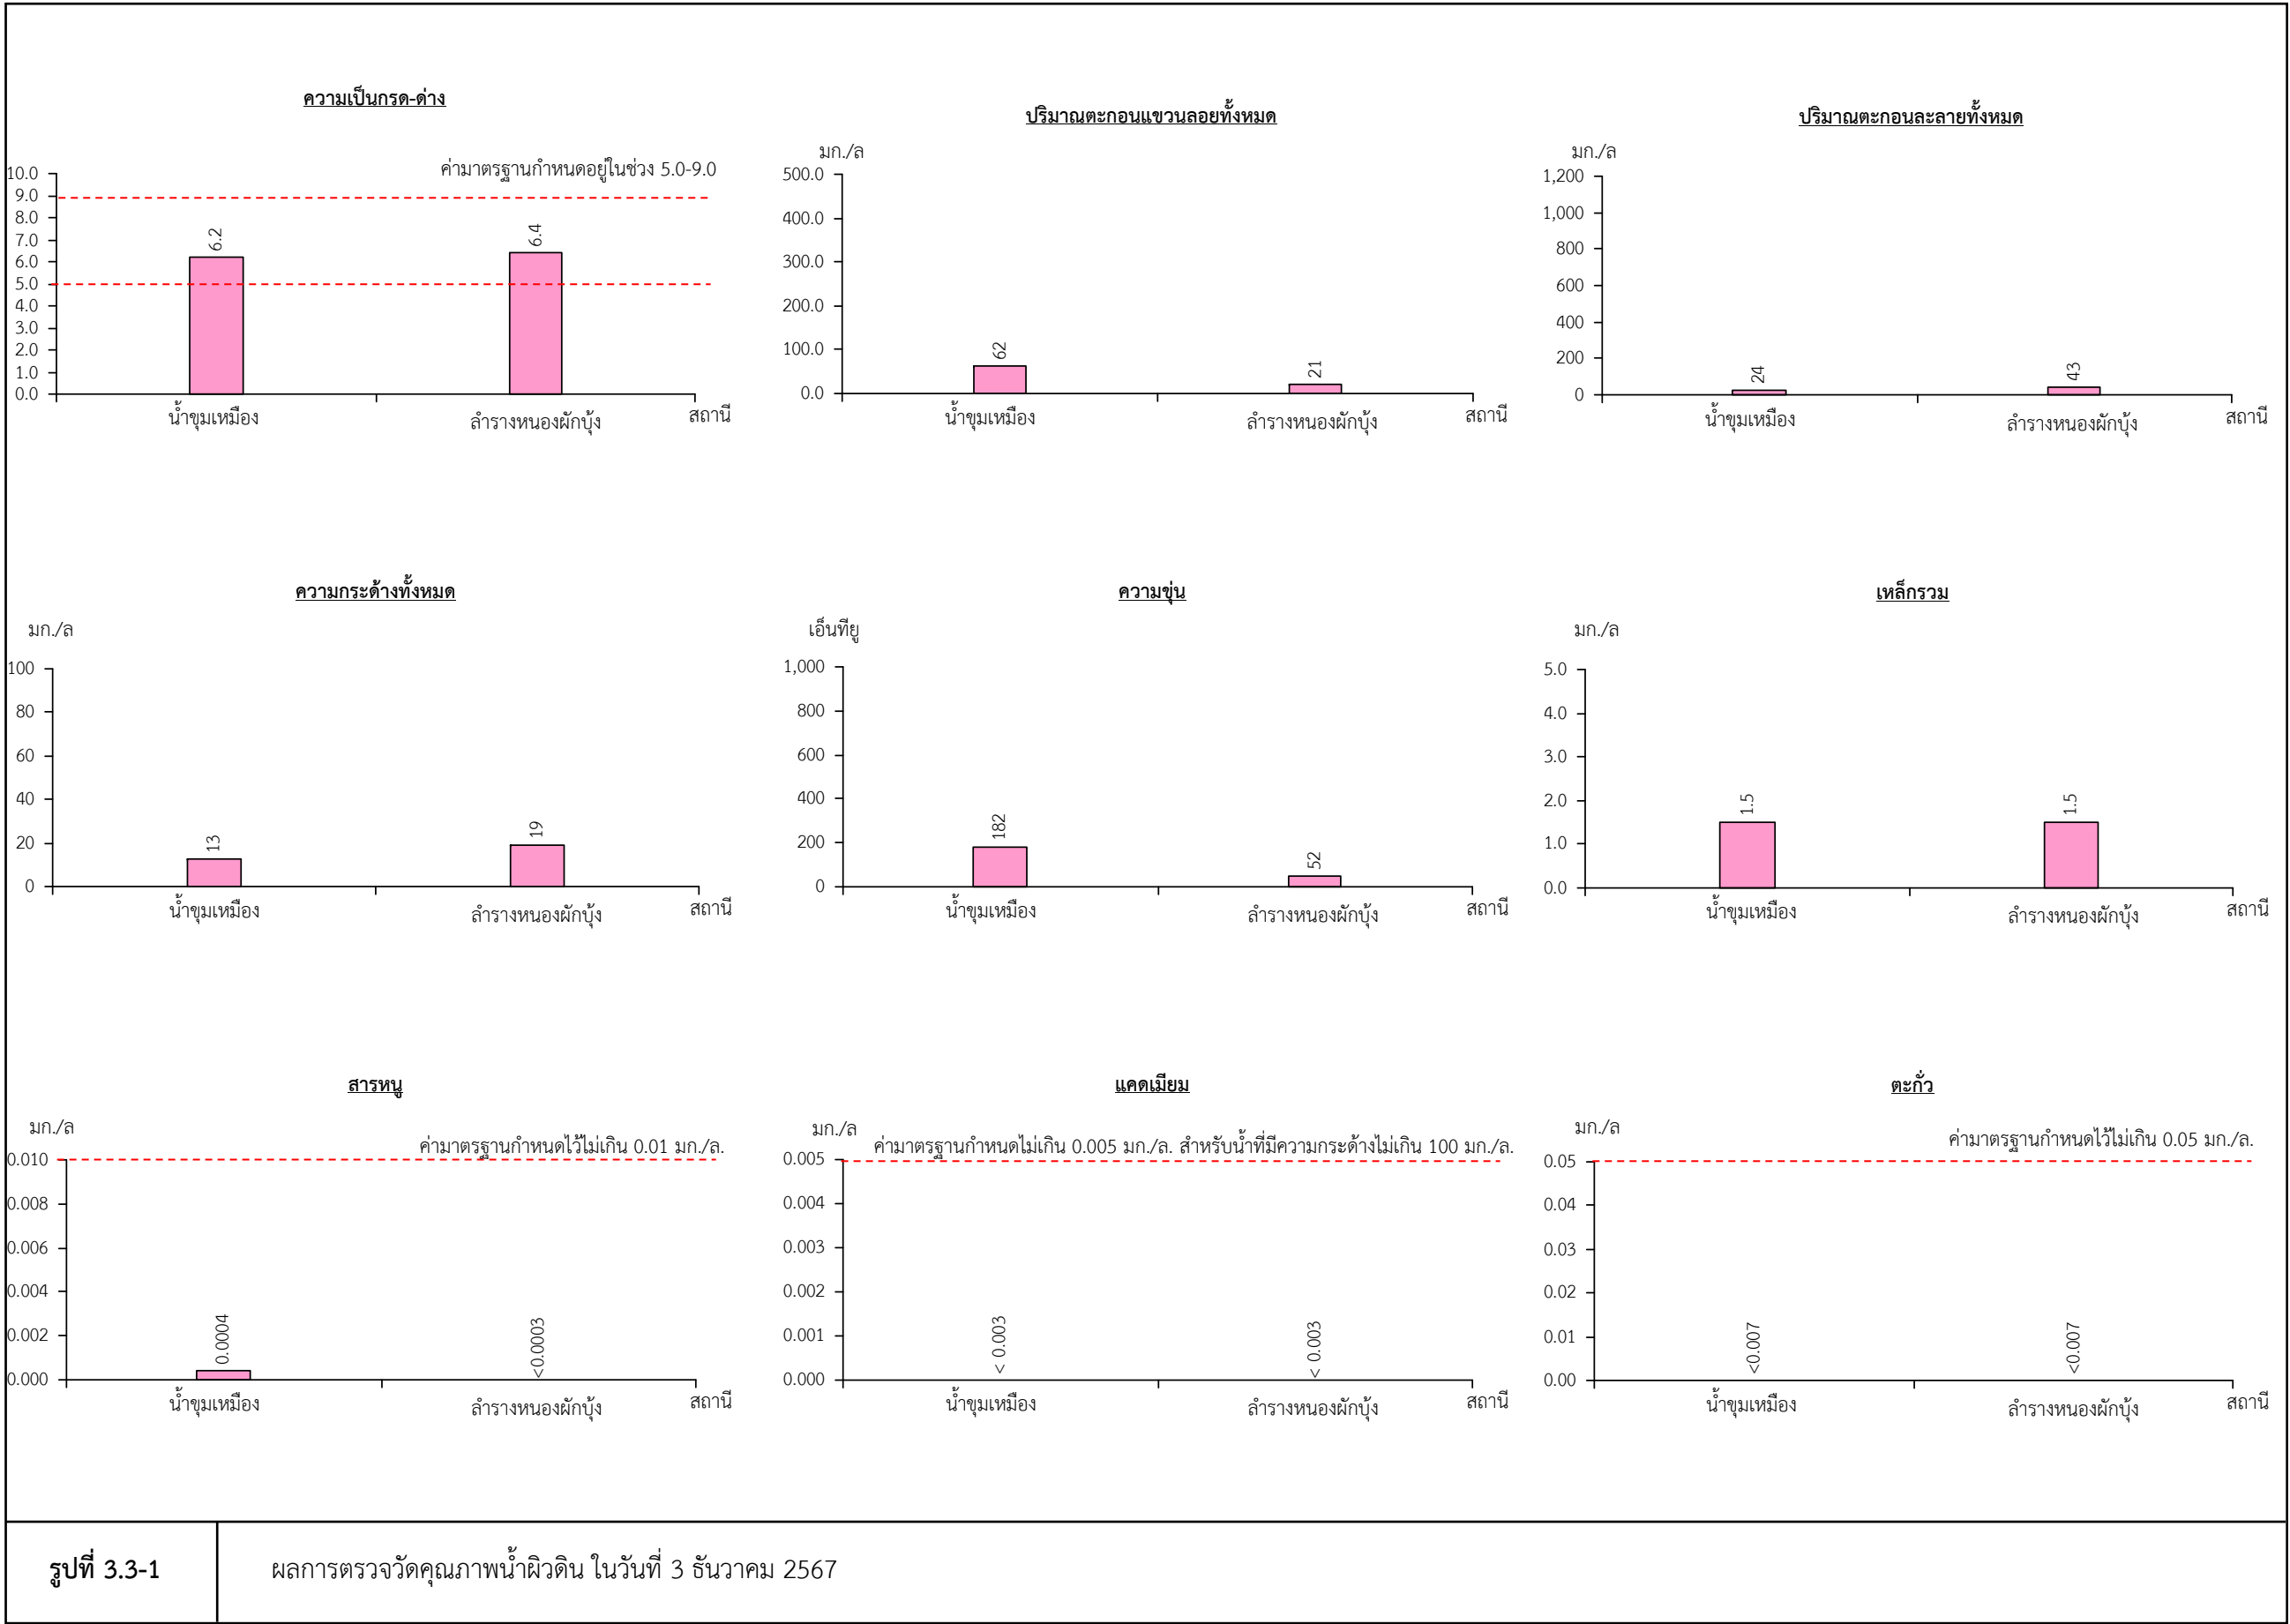 ความเป็นกรด-ด่าง
ค่ามาตรฐานกำหนดอยู่ในช่วง 5.0-9.0
10.0
9.0
8.0
7.0
6.0
5.0
4.0
3.0
2.0
1.0
0.0
6.2
6.4
น้ำขุมเหมือง
ลำรางหนองผักบุ้ง
สถานี
ปริมาณตะกอนแขวนลอยทั้งหมด
มก./ล
500.0
400.0
300.0
200.0
100.0
0.0
62
21
น้ำขุมเหมือง
ลำรางหนองผักบุ้ง
สถานี
ปริมาณตะกอนละลายทั้งหมด
มก./ล
1,200
1,000
800
600
400
200
0
24
43
น้ำขุมเหมือง
ลำรางหนองผักบุ้ง
สถานี
ความกระด้างทั้งหมด
มก./ล
100
80
60
40
20
0
13
19
น้ำขุมเหมือง
ลำรางหนองผักบุ้ง
สถานี
ความขุ่น
เอ็นทียู
1,000
800
600
400
200
0
182
52
น้ำขุมเหมือง
ลำรางหนองผักบุ้ง
สถานี
เหล็กรวม
มก./ล
5.0
4.0
3.0
2.0
1.0
0.0
1.5
1.5
น้ำขุมเหมือง
ลำรางหนองผักบุ้ง
สถานี
สารหนู
มก./ล
ค่ามาตรฐานกำหนดไว้ไม่เกิน 0.01 มก./ล.
0.010
0.008
0.006
0.004
0.002
0.000
0.0004
<0.0003
น้ำขุมเหมือง
ลำรางหนองผักบุ้ง
สถานี
แคดเมียม
มก./ล
ค่ามาตรฐานกำหนดไม่เกิน 0.005 มก./ล. สำหรับน้ำที่มีความกระด้างไม่เกิน 100 มก./ล.
0.005
0.004
0.003
0.002
0.001
0.000
< 0.003
< 0.003
น้ำขุมเหมือง
ลำรางหนองผักบุ้ง
สถานี
ตะกั่ว
มก./ล
ค่ามาตรฐานกำหนดไว้ไม่เกิน 0.05 มก./ล.
0.05
0.04
0.03
0.02
0.01
0.00
<0.007
<0.007
น้ำขุมเหมือง
ลำรางหนองผักบุ้ง
สถานี
รูปที่ 3.3-1
ผลการตรวจวัดคุณภาพน้ำผิวดิน ในวันที่ 3 ธันวาคม 2567